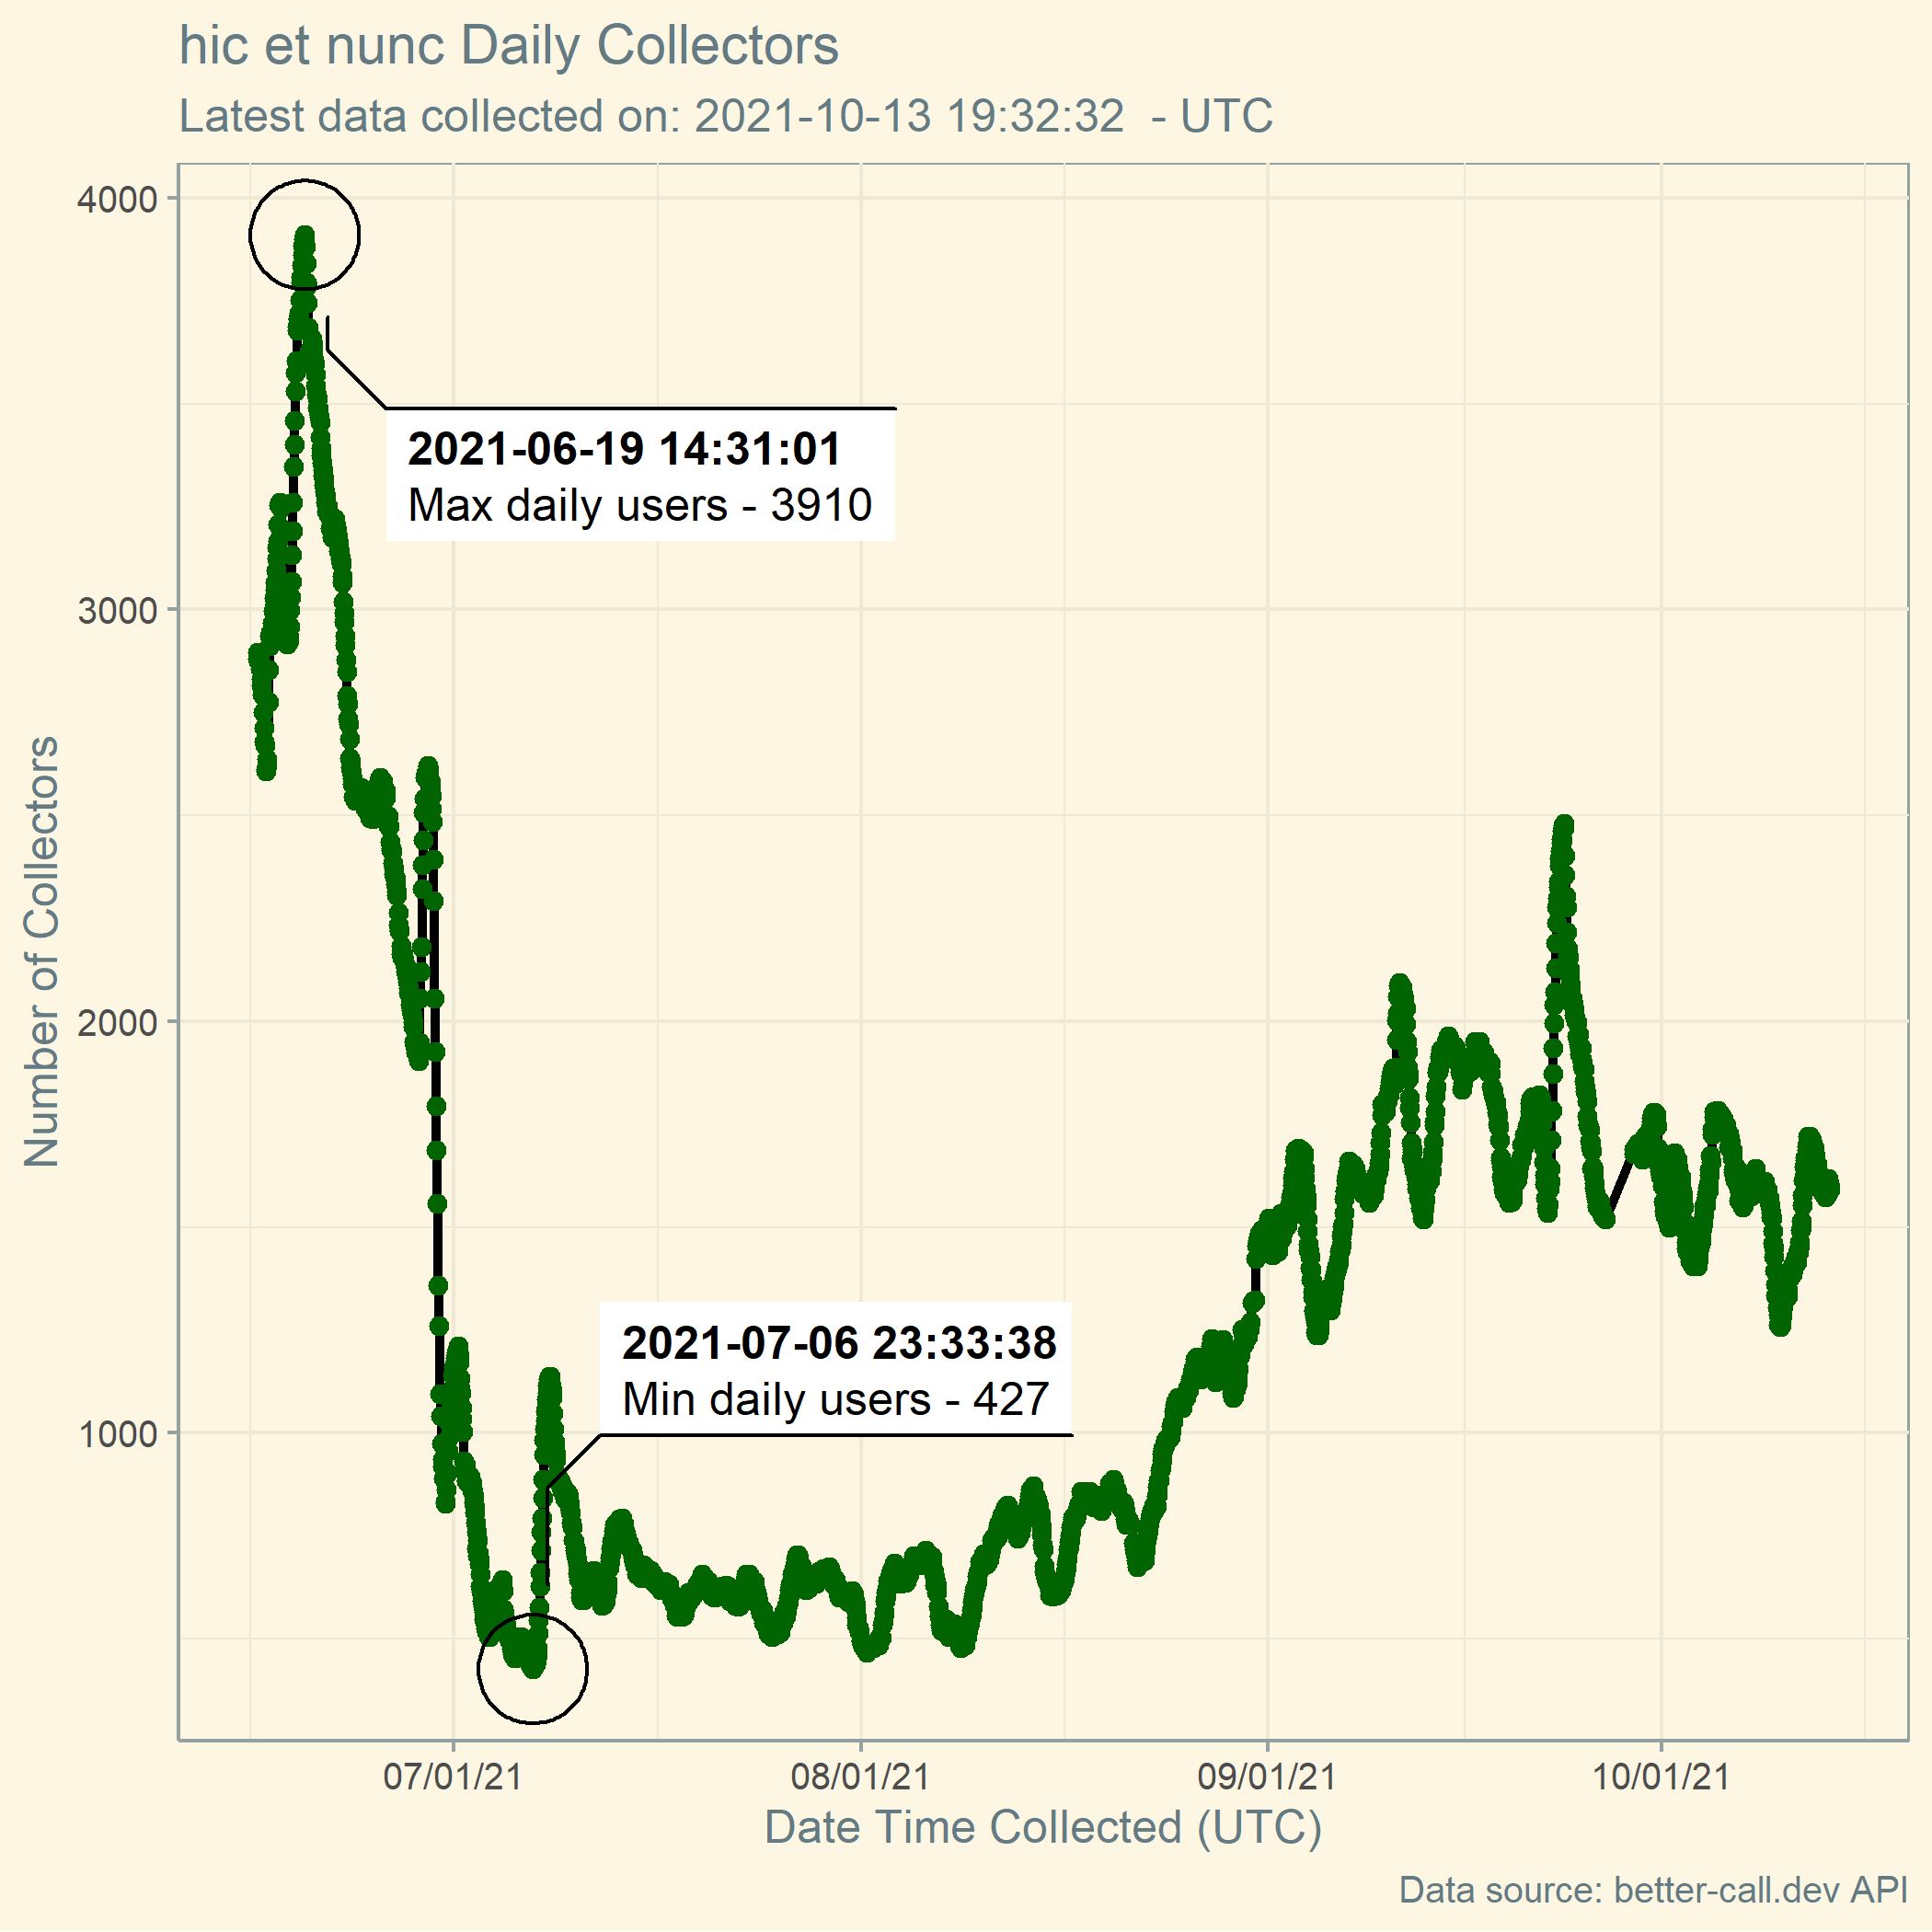 hic et nunc Daily Collectors
Latest data collected on: 2021-10-13 19:32:32  - UTC
4000
3000
2000
1000
Number of Collectors
2021-06-19 14:31:01
Max daily users - 3910
2021-07-06 23:33:38
Min daily users - 427
07/01/21
08/01/21
09/01/21
10/01/21
Date Time Collected (UTC)
Data source: better-call.dev API